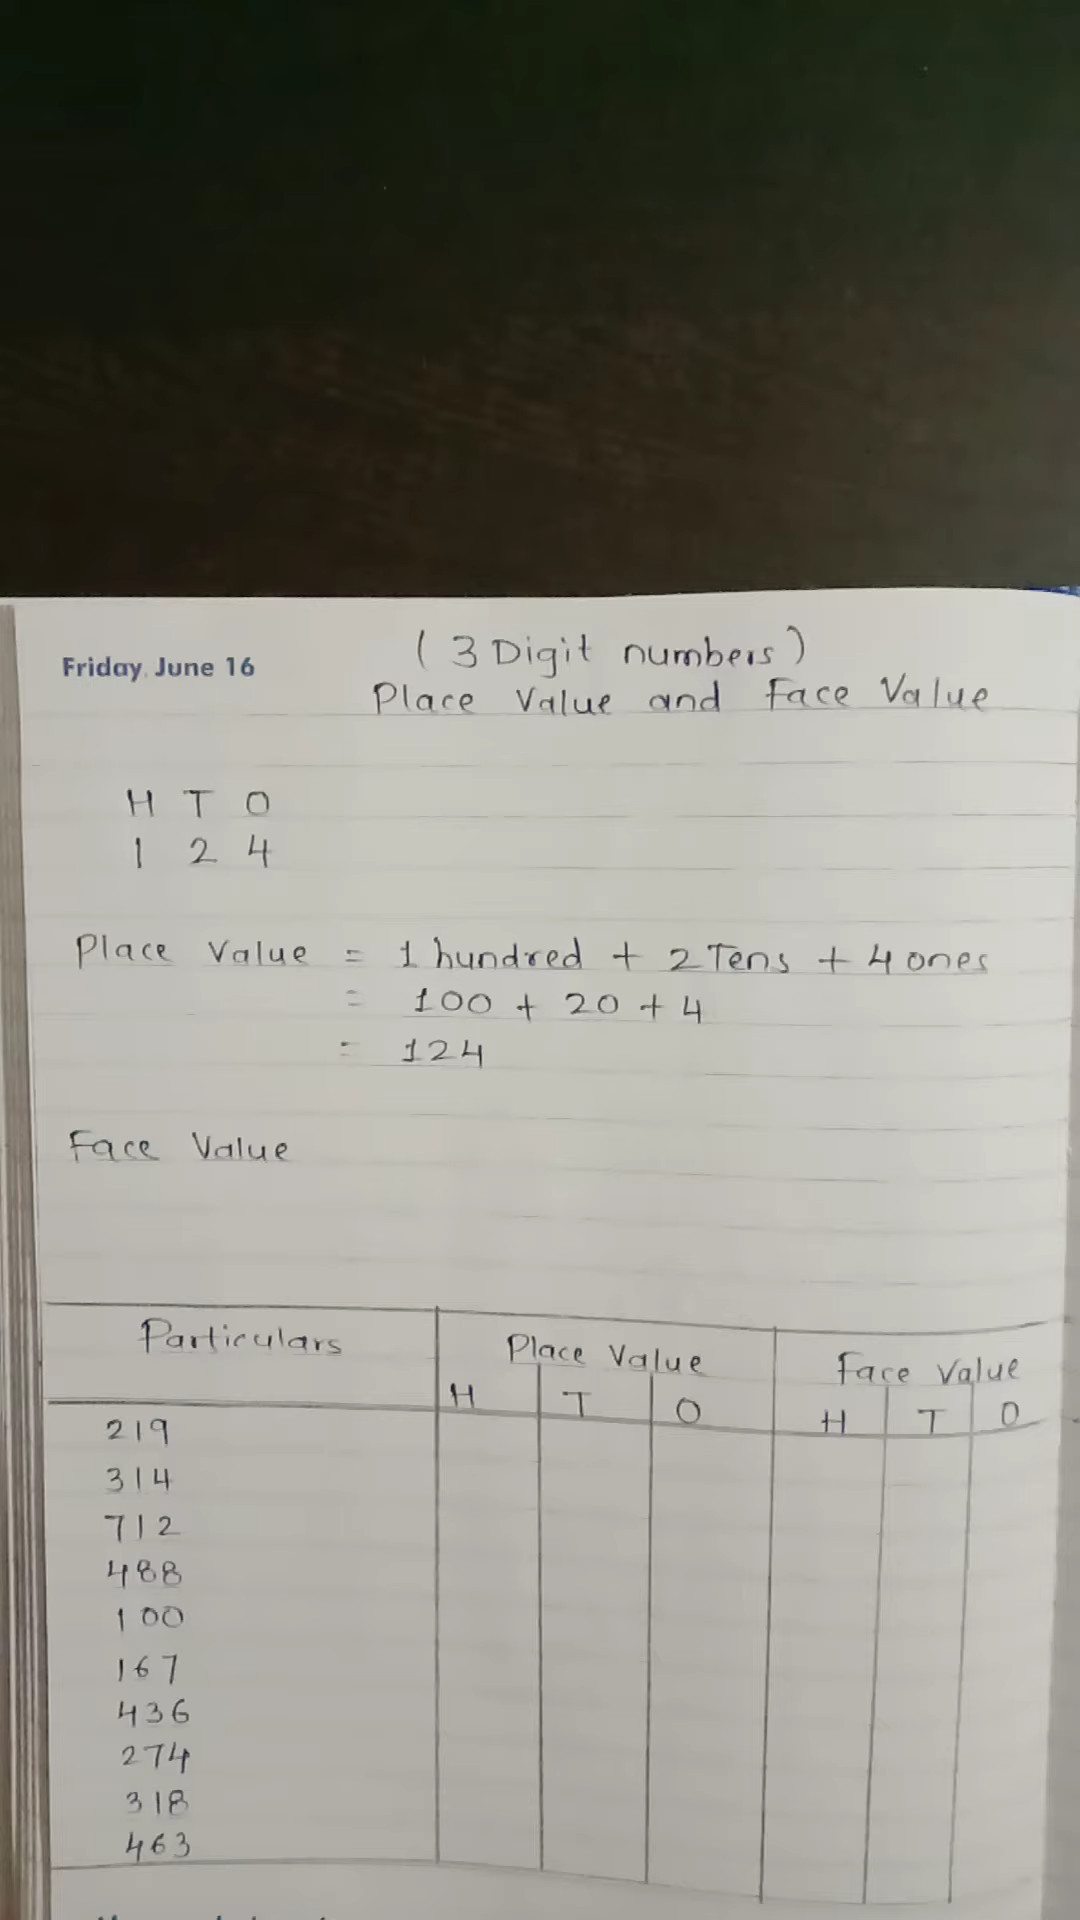 ( 3 Digit numbers )
Friday, June 16
Place Value and Face Value
H T O
1 2 4
Place Value = 1 hundred + 2 Tens + 4 ones
= 100 + 20 + 4
= 124
Face Value
Particulars Place Value Face Value
H T O H T O
219
314
712
488
100
167
436
274
318
463